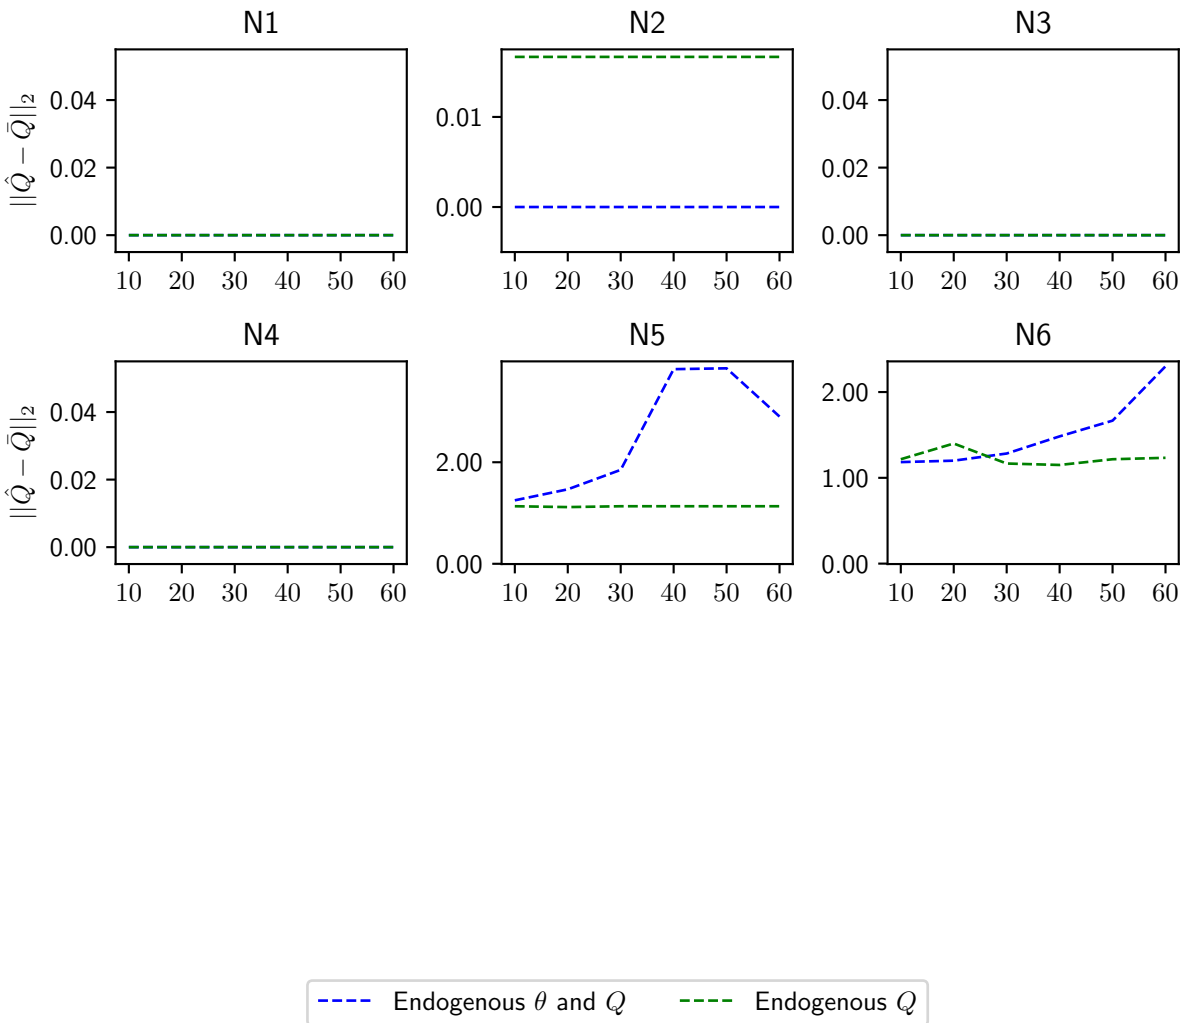 N1 N2 N3
||Q̂ − Q̄||₂
0.04 0.01 0.04
0.02 0.00 0.02
0.00 0.00
10 20 30 40 50 60 10 20 30 40 50 60 10 20 30 40 50 60
N4 N5 N6
||Q̂ − Q̄||₂
0.04 2.00 2.00
0.02 0.00 1.00
0.00 0.00
10 20 30 40 50 60 10 20 30 40 50 60 10 20 30 40 50 60
Endogenous θ and Q Endogenous Q